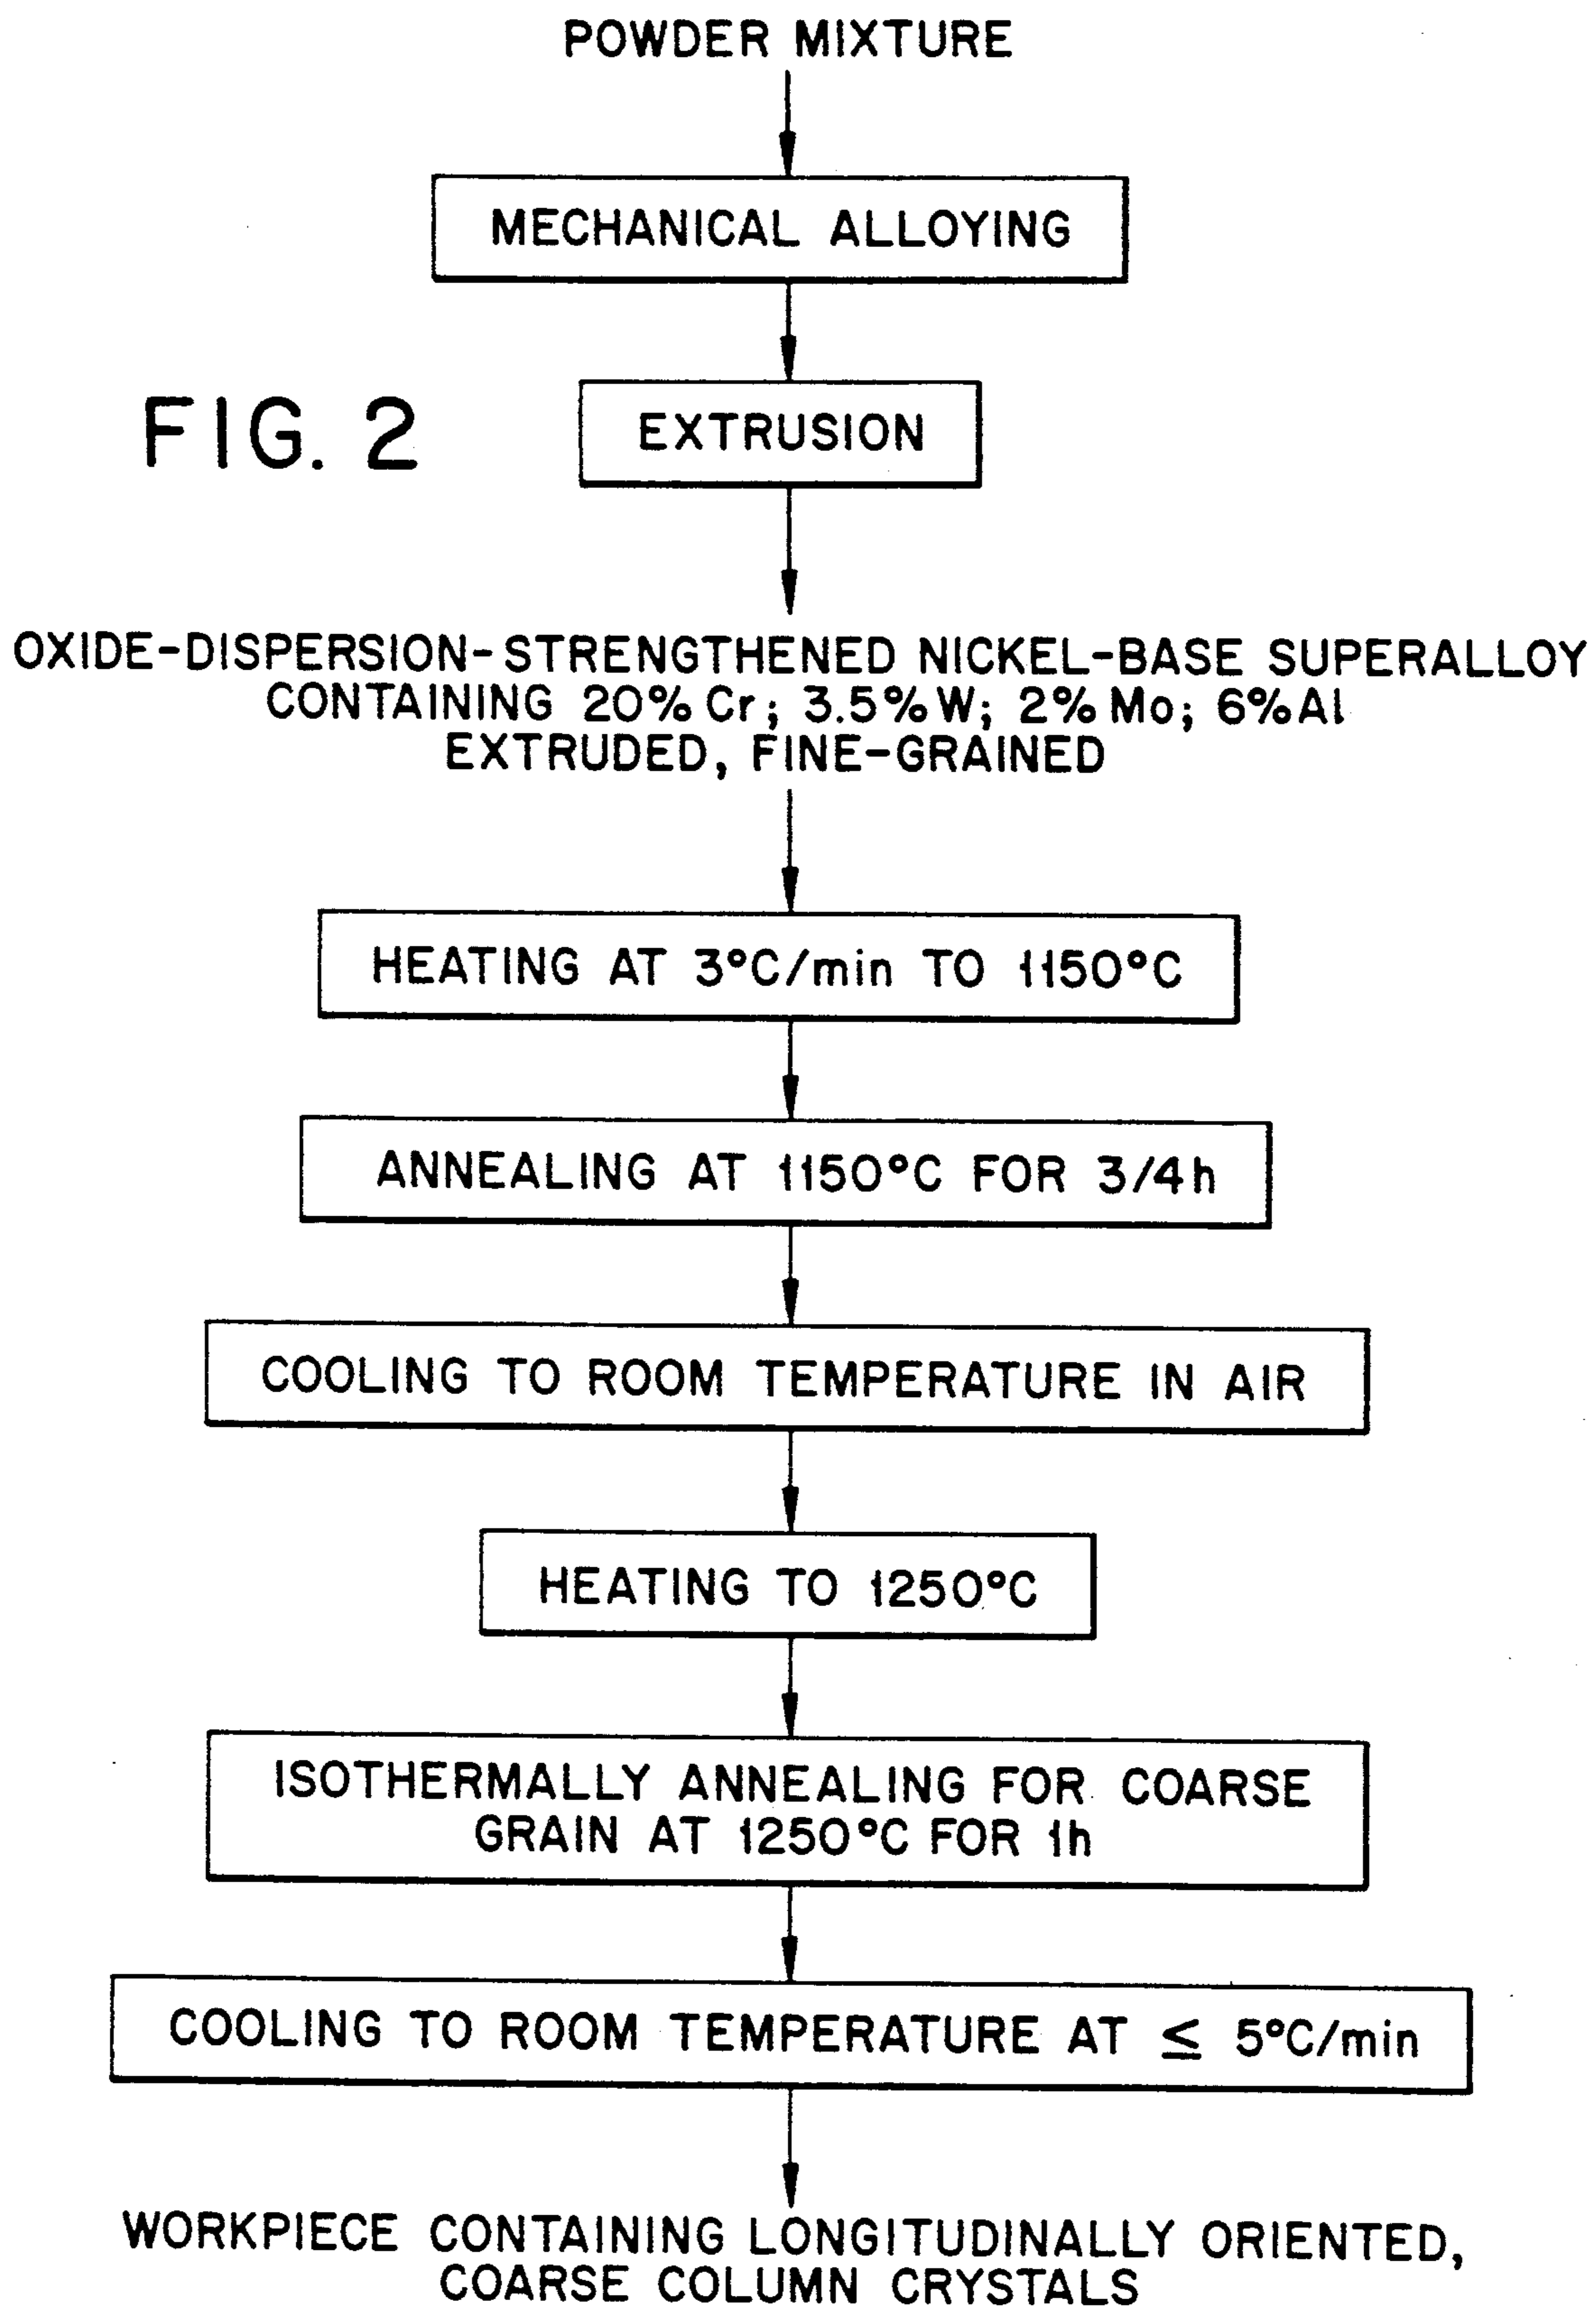 POWDER MIXTURE
MECHANICAL ALLOYING
FIG. 2
EXTRUSION
OXIDE-DISPERSION-STRENGTHENED NICKEL-BASE SUPERALLOY
CONTAINING 20% Cr; 3.5% W; 2% Mo; 6% Al
EXTRUDED, FINE-GRAINED
HEATING AT 3°C/min TO 1150°C
ANNEALING AT 1150°C FOR 3/4h
COOLING TO ROOM TEMPERATURE IN AIR
HEATING TO 1250°C
ISOTHERMALLY ANNEALING FOR COARSE
GRAIN AT 1250°C FOR 1h
COOLING TO ROOM TEMPERATURE AT ≤ 5°C/min
WORKPIECE CONTAINING LONGITUDINALLY ORIENTED,
COARSE COLUMN CRYSTALS